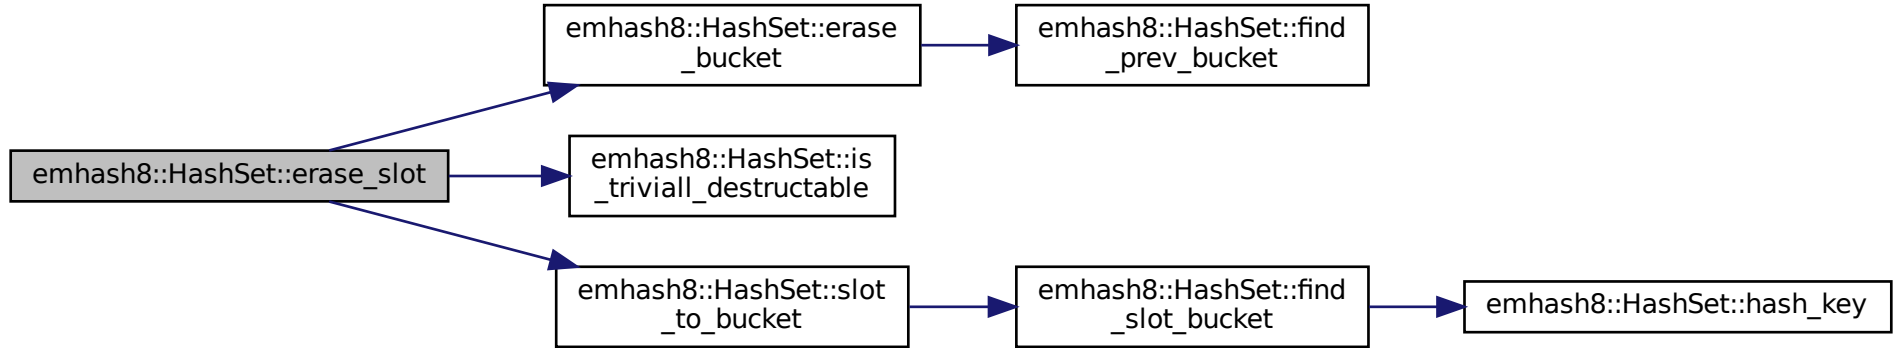 emhash8::HashSet::erase_slot
emhash8::HashSet::erase
_bucket
emhash8::HashSet::find
_prev_bucket
emhash8::HashSet::is
_triviall_destructable
emhash8::HashSet::slot
_to_bucket
emhash8::HashSet::find
_slot_bucket
emhash8::HashSet::hash_key